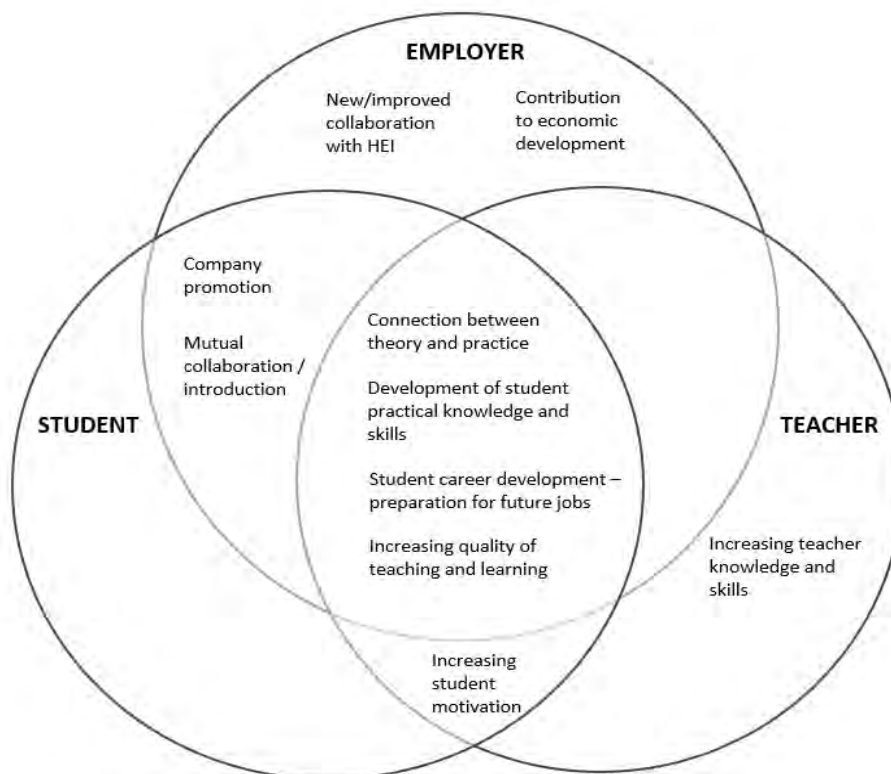 EMPLOYER
New/improved
collaboration
with HEI
Contribution
to economic
development
Company
promotion
Mutual
collaboration /
introduction
Connection between
theory and practice
Development of student
practical knowledge and
skills
Student career development –
preparation for future jobs
Increasing quality of
teaching and learning
STUDENT
TEACHER
Increasing teacher
knowledge and
skills
Increasing
student
motivation